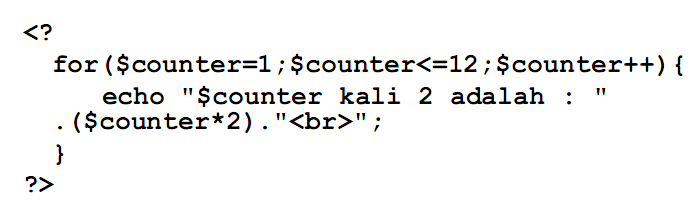 <?
for($counter=1;$counter<=12;$counter++){
echo "$counter kali 2 adalah : "
.($counter*2)."<br>";
}
?>